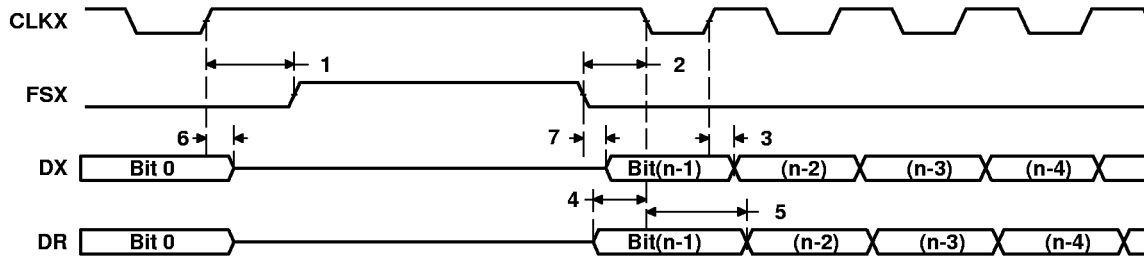 CLKX
1
2
FSX
6
7
3
DX
Bit 0
Bit(n-1)
(n-2)
(n-3)
(n-4)
4
5
DR
Bit 0
Bit(n-1)
(n-2)
(n-3)
(n-4)